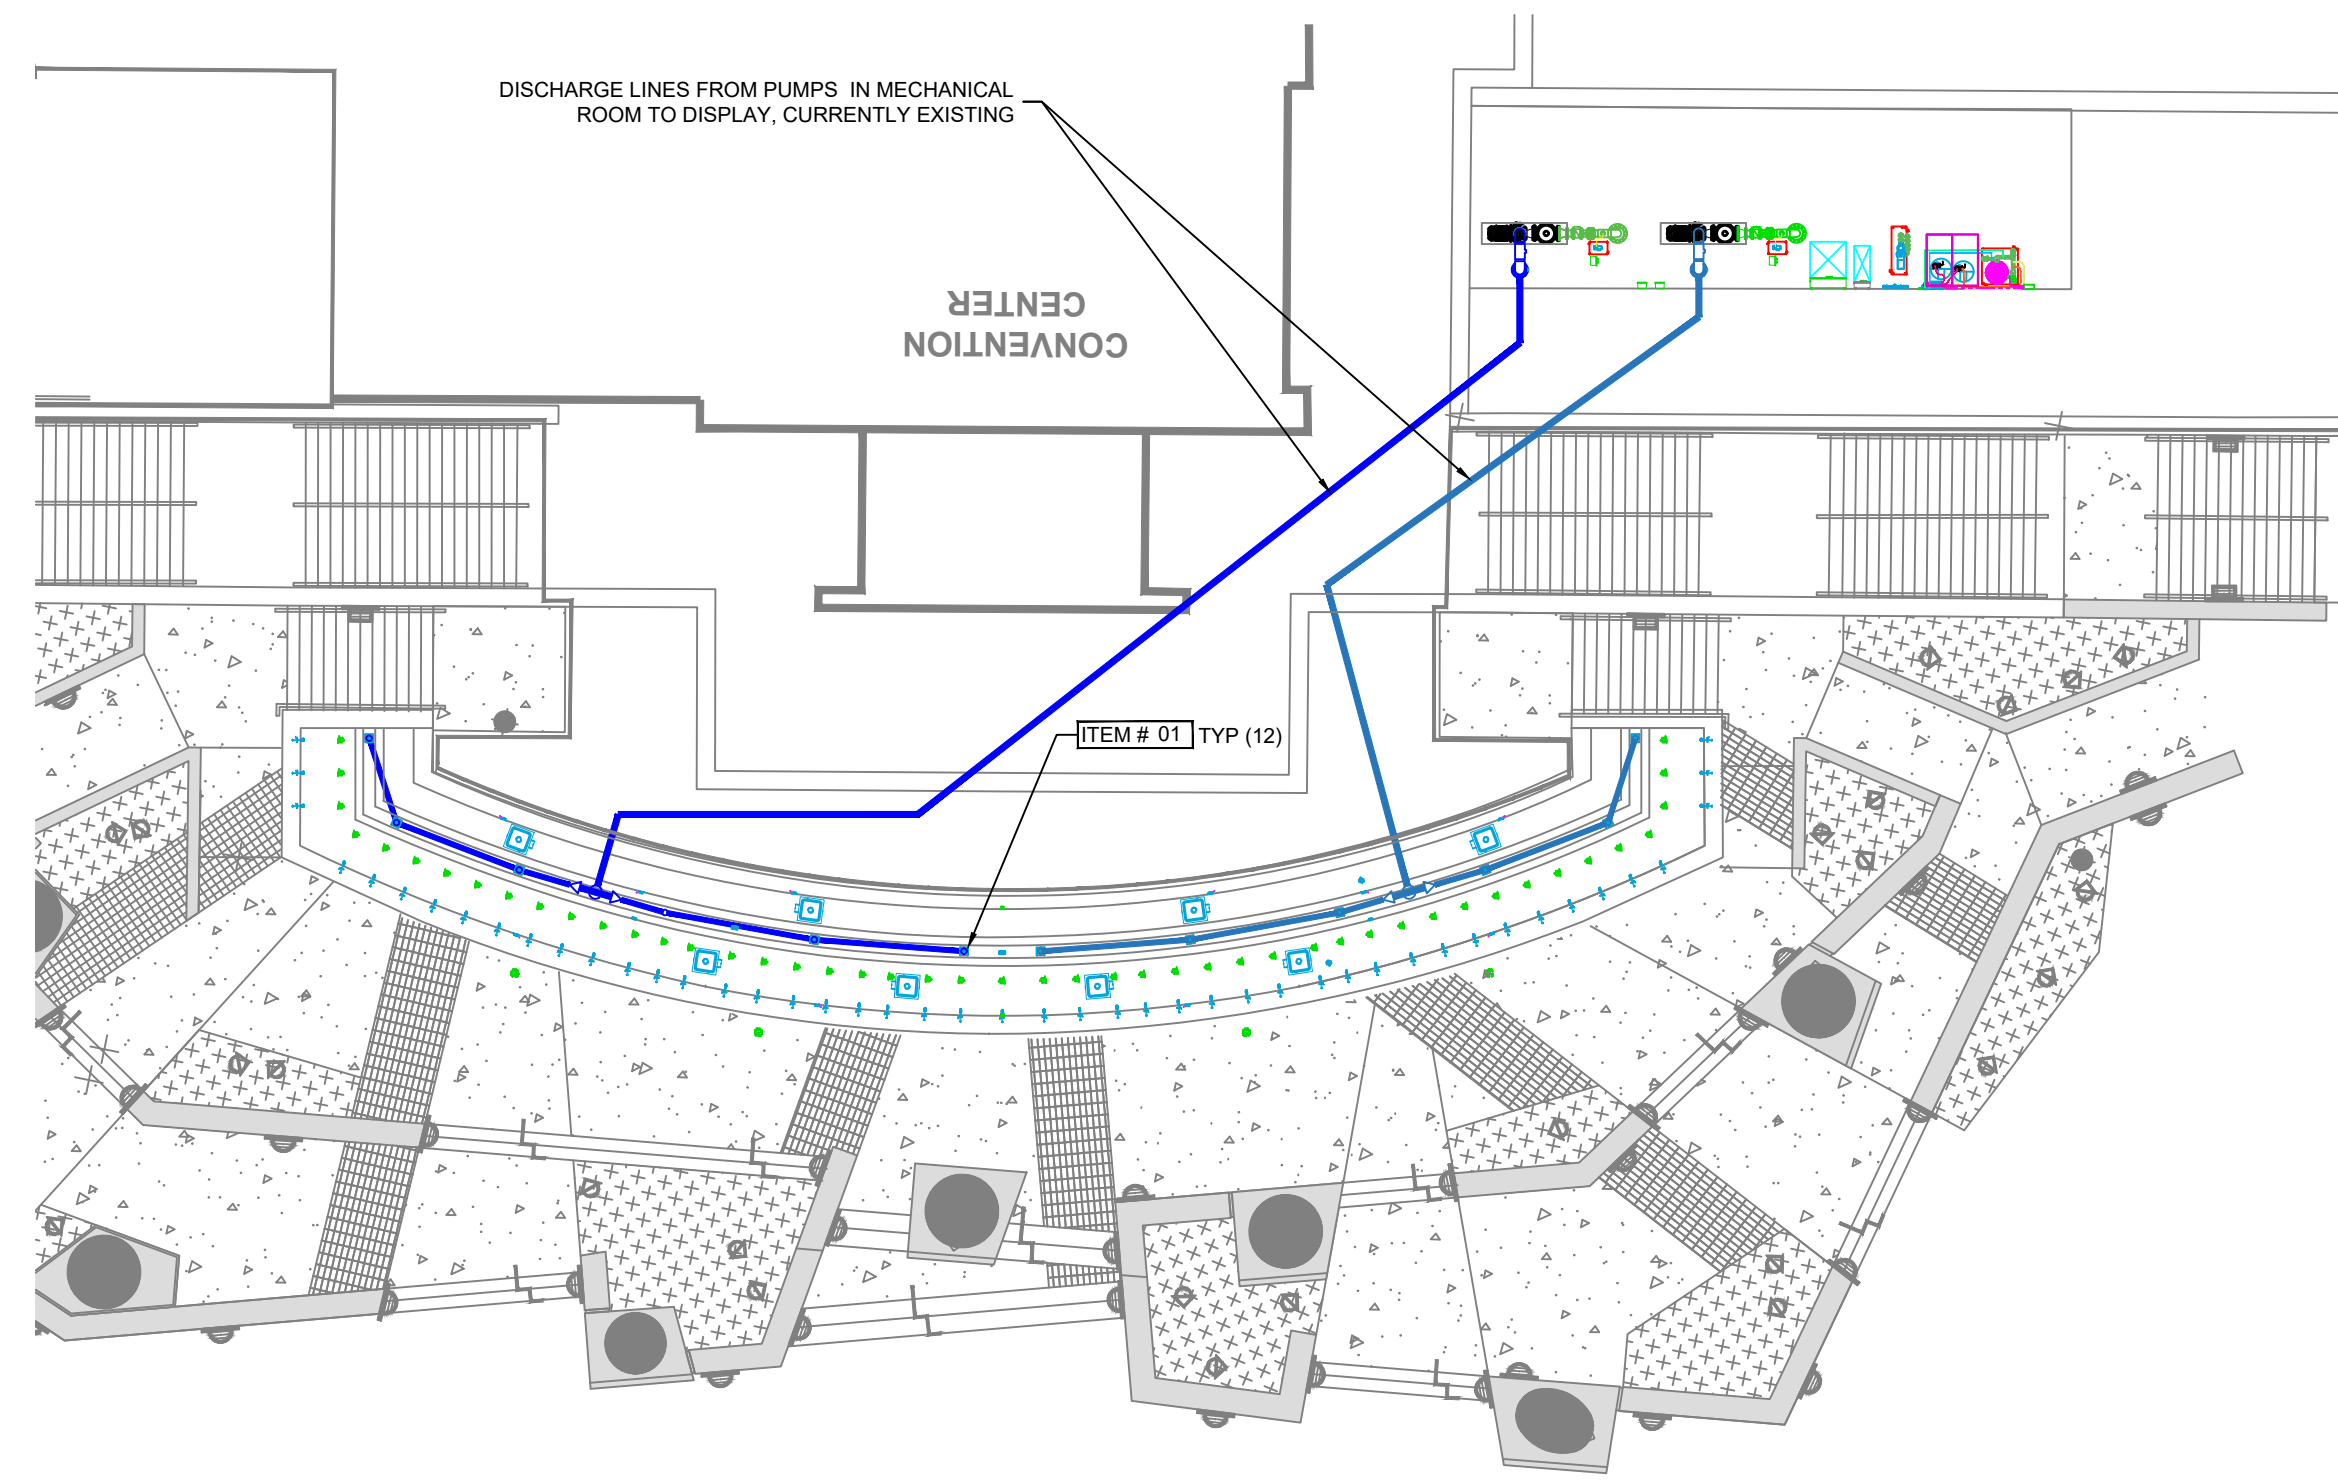 DISCHARGE LINES FROM PUMPS IN MECHANICAL
ROOM TO DISPLAY, CURRENTLY EXISTING
CONVENTION
CENTER
ITEM # 01 TYP (12)